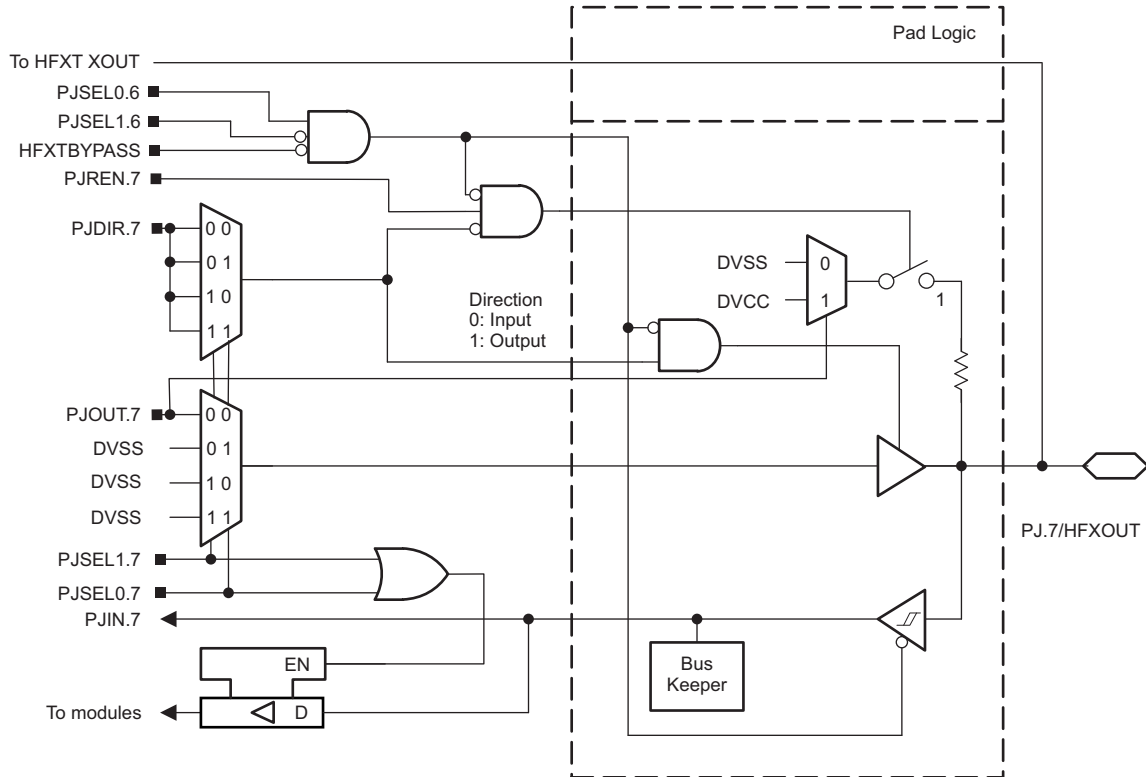 Pad Logic
To HFXT XOUT
PJSEL0.6
PJSEL1.6
HFXTBYPASS
PJREN.7
PJDIR.7
0 0
0 1
1 0
1 1
Direction
0: Input
1: Output
DVSS
0
DVCC
1
1
PJOUT.7
0 0
DVSS
0 1
DVSS
1 0
DVSS
1 1
PJ.7/HFXOUT
PJSEL1.7
PJSEL0.7
PJIN.7
Bus
Keeper
EN
To modules
D